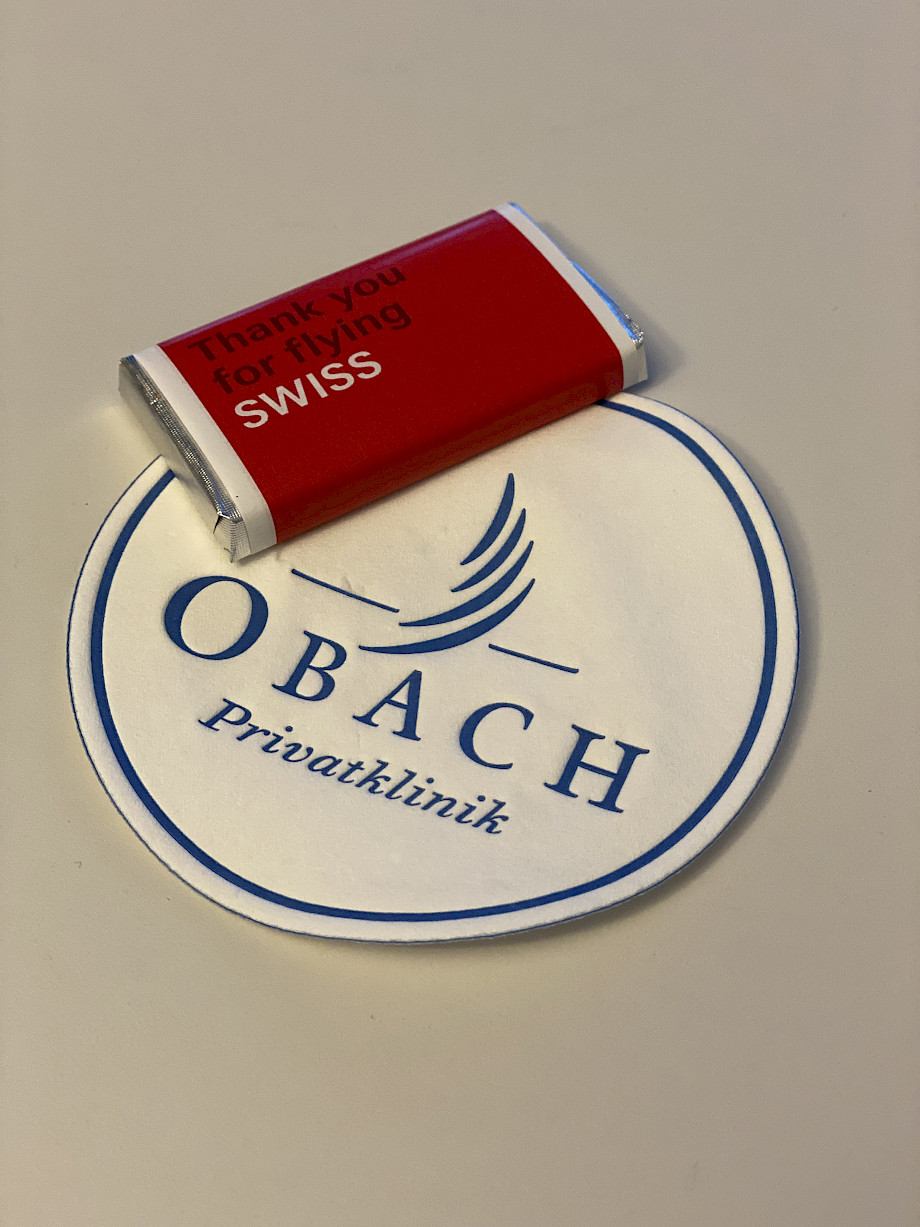 Thank you
for flying
SWISS
OBACH
Privatklinik